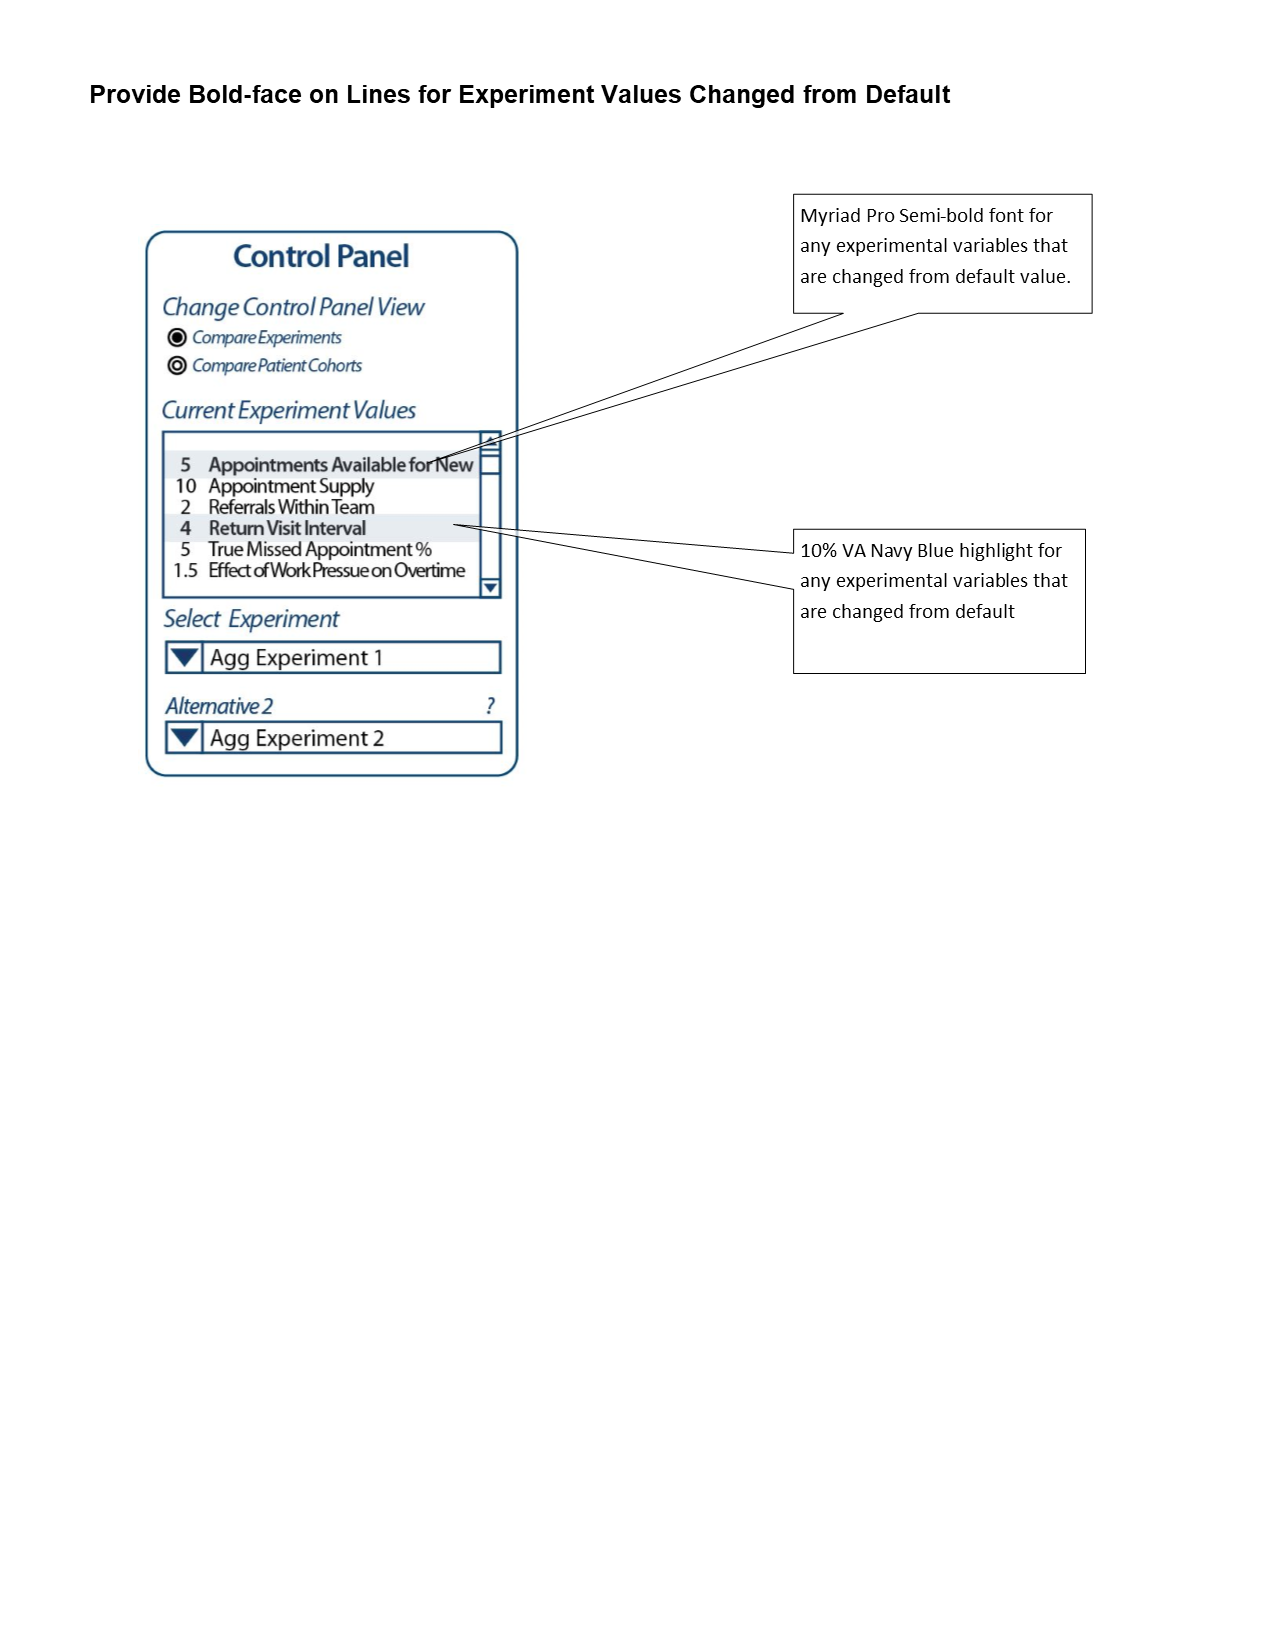 Provide Bold-face on Lines for Experiment Values Changed from Default
Myriad Pro Semi-bold font for
any experimental variables that
are changed from default value.
Control Panel
Change Control Panel View
Compare Experiments
Compare Patient Cohorts
Current Experiment Values
5 Appointments Available for New
10 Appointment Supply
2 Referrals Within Team
4 Return Visit Interval
5 True Missed Appointment %
1.5 Effect of Work Pressue on Overtime
10% VA Navy Blue highlight for
any experimental variables that
are changed from default
Select Experiment
Agg Experiment 1
Alternative 2 ?
Agg Experiment 2